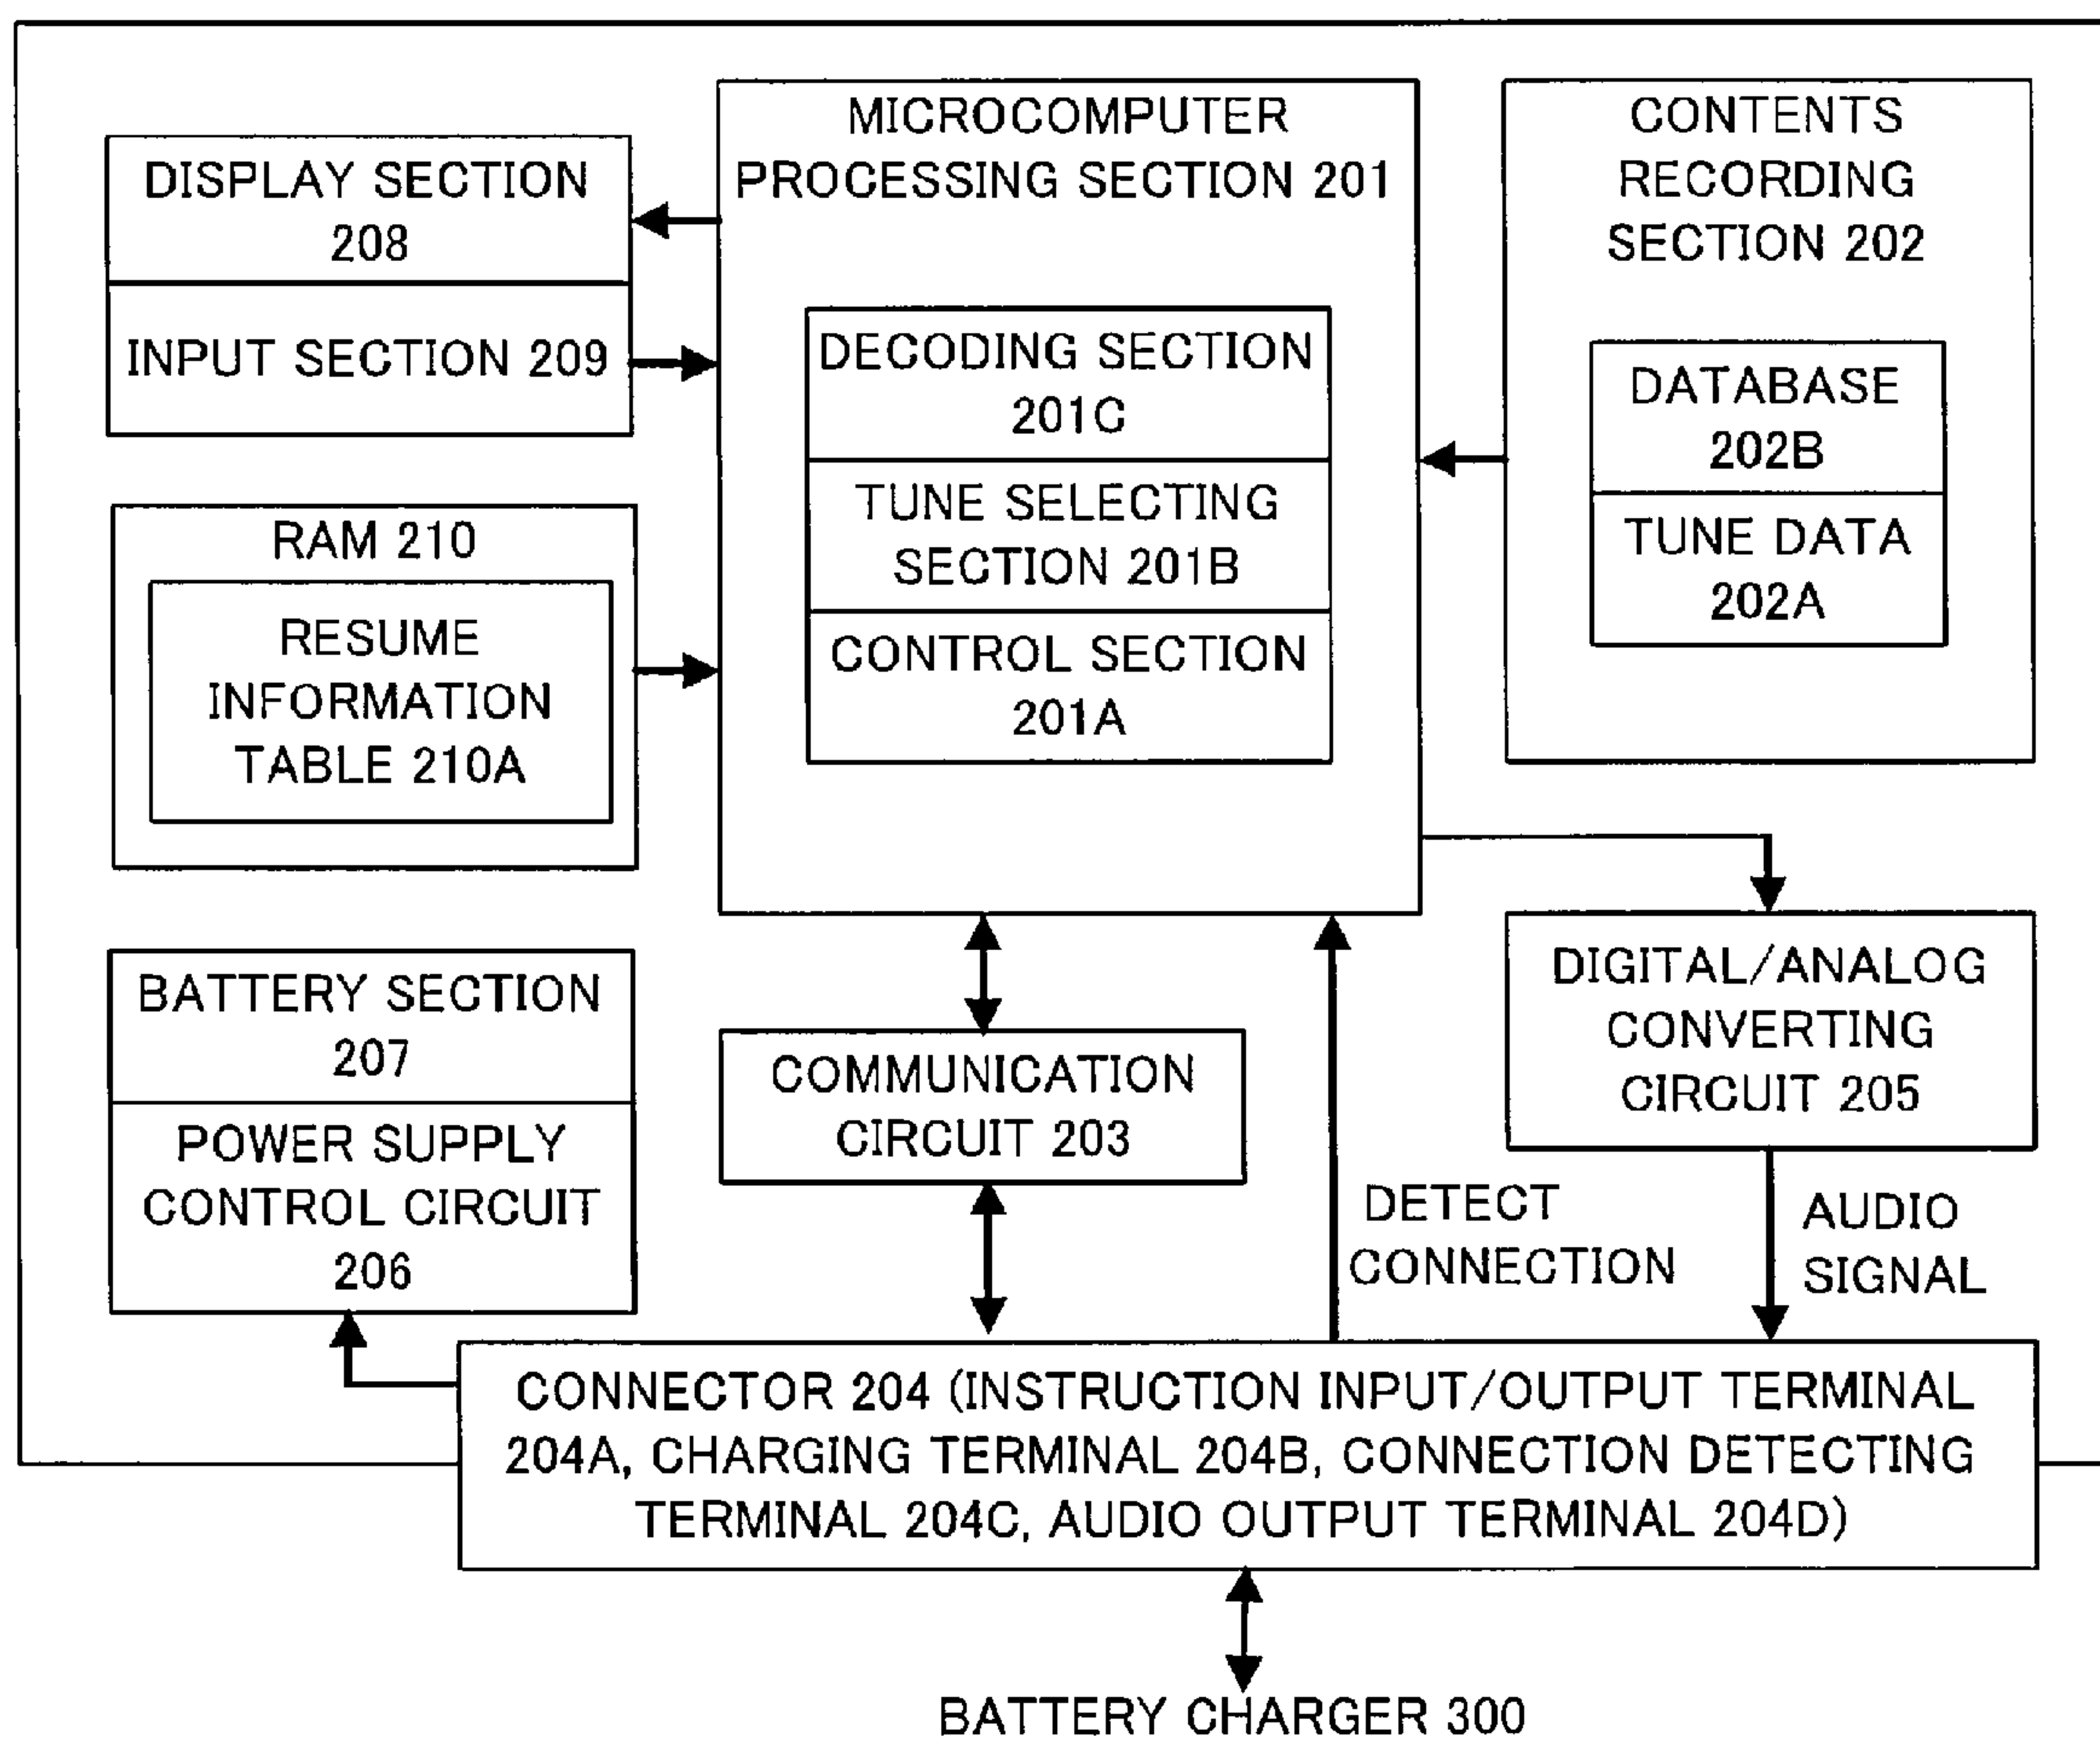 DISPLAY SECTION
208
INPUT SECTION 209
RAM 210
RESUME
INFORMATION
TABLE 210A
BATTERY SECTION
207
POWER SUPPLY
CONTROL CIRCUIT
206
MICROCOMPUTER
PROCESSING SECTION 201
DECODING SECTION
201C
TUNE SELECTING
SECTION 201B
CONTROL SECTION
201A
CONTENTS
RECORDING
SECTION 202
DATABASE
202B
TUNE DATA
202A
COMMUNICATION
CIRCUIT 203
DETECT
CONNECTION
DIGITAL/ANALOG
CONVERTING
CIRCUIT 205
AUDIO
SIGNAL
CONNECTOR 204 (INSTRUCTION INPUT/OUTPUT TERMINAL
204A, CHARGING TERMINAL 204B, CONNECTION DETECTING
TERMINAL 204C, AUDIO OUTPUT TERMINAL 204D)
BATTERY CHARGER 300